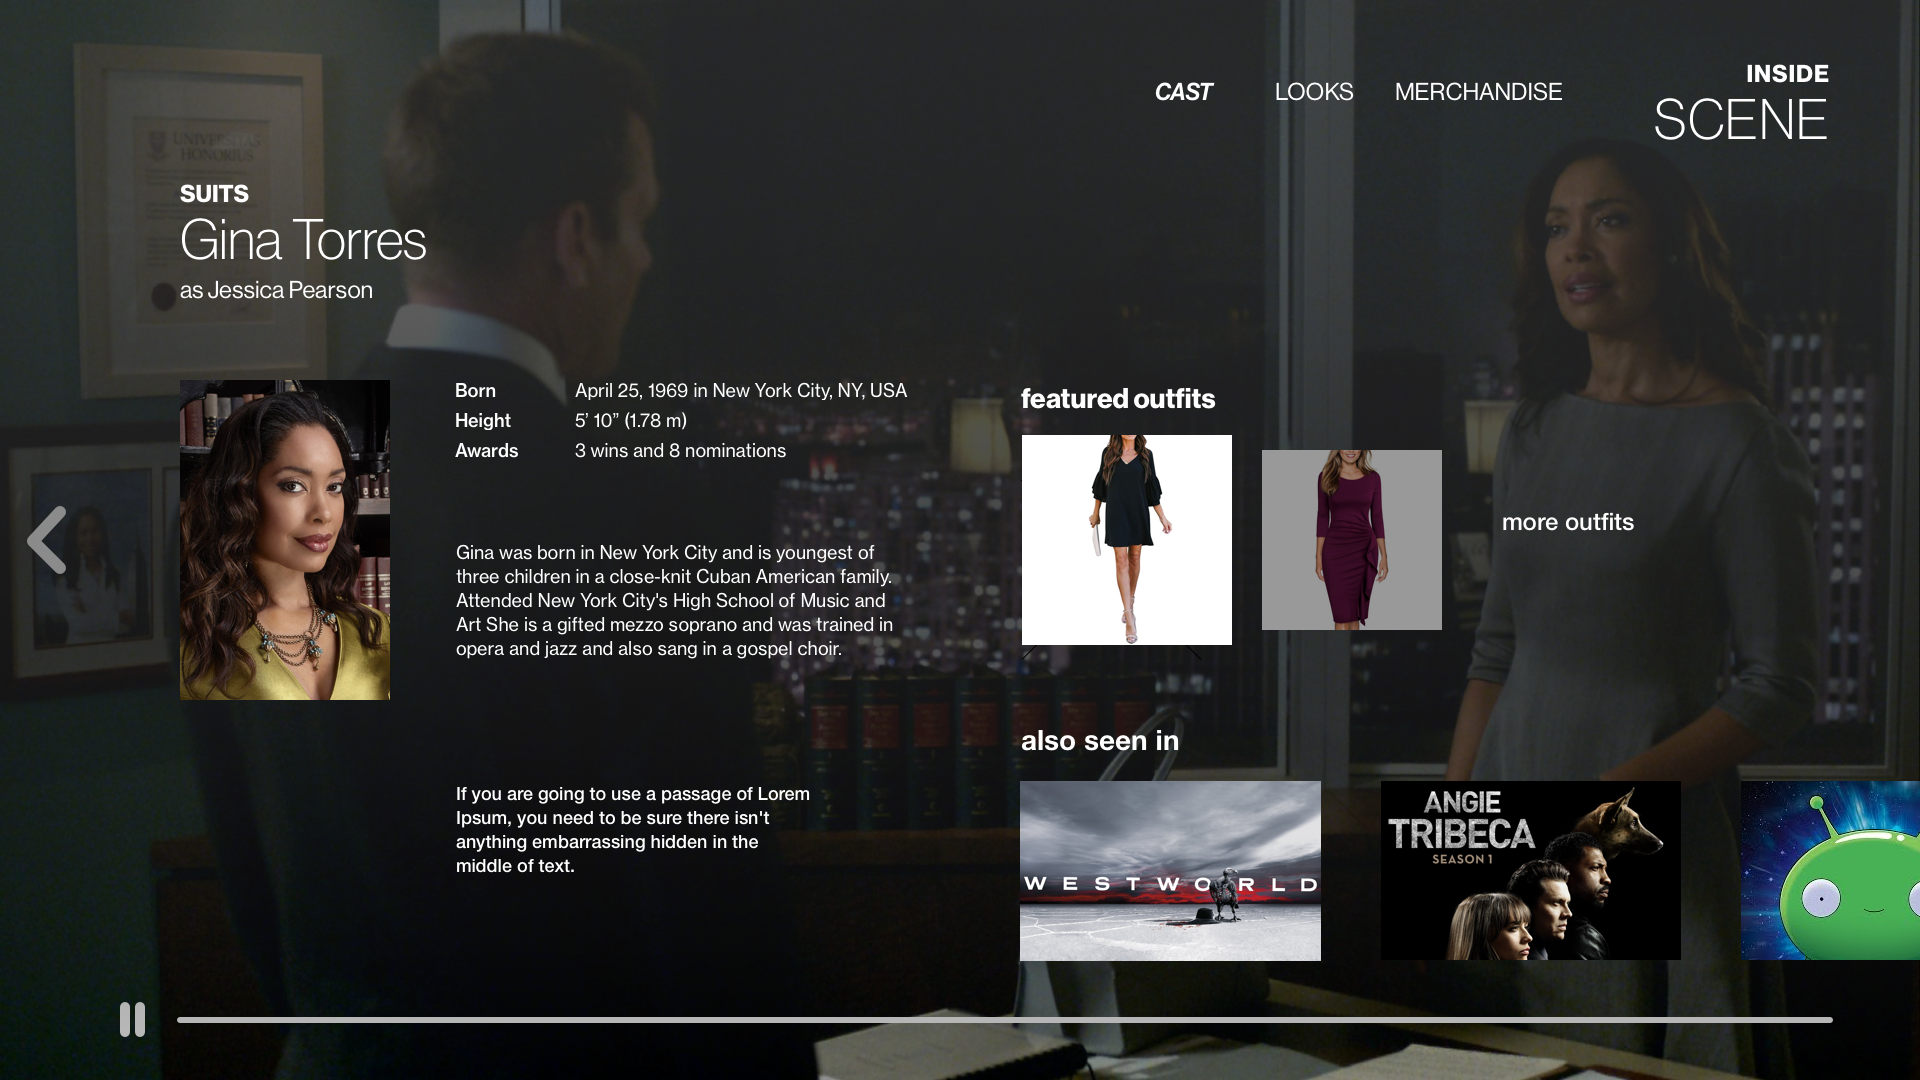 INSIDE
SCENE
CAST
LOOKS
MERCHANDISE
UNIVERSITAS
HONORIUS
SUITS
Gina Torres
as Jessica Pearson
Born April 25, 1969 in New York City, NY, USA
Height 5’ 10” (1.78 m)
Awards 3 wins and 8 nominations
Gina was born in New York City and is youngest of
three children in a close-knit Cuban American family.
Attended New York City's High School of Music and
Art She is a gifted mezzo soprano and was trained in
opera and jazz and also sang in a gospel choir.
If you are going to use a passage of Lorem
Ipsum, you need to be sure there isn't
anything embarrassing hidden in the
middle of text.
featured outfits
more outfits
also seen in
WESTWORLD
ANGIE
TRIBECA
SEASON 1